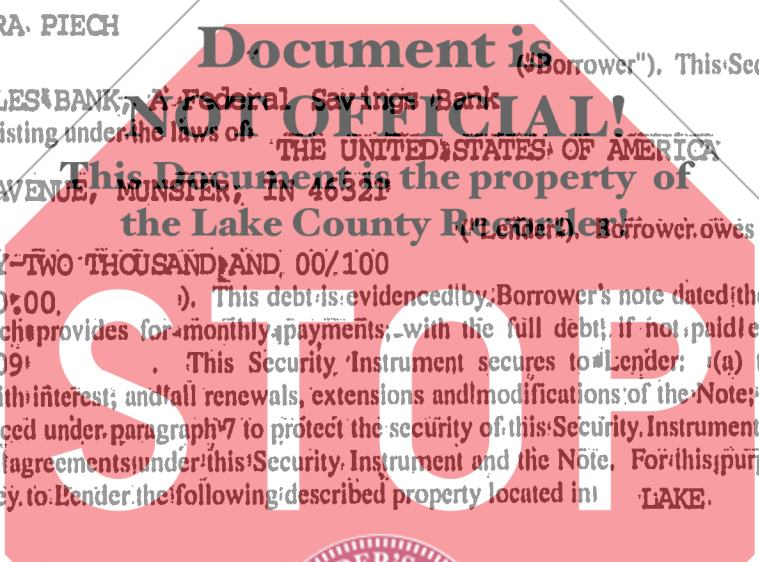 RA. PIECH
Document is
("Borrower"). This Sec
LES BANK, A Federal Savings Bank
NOT OFFICIAL!
isting under the laws of THE UNITED STATES OF AMERICA
This Document is the property of
AVENUE, MUNSTER, IN 46321
the Lake County Recorder!
("Lender"). Borrower owes
Y-TWO THOUSAND AND 00/100
0.00, ). This debt is evidenced by Borrower's note dated the
ch provides for monthly payments, with the full debt, if not paid e
09 . This Security Instrument secures to Lender: (a) t
ith interest, and all renewals, extensions and modifications of the Note;
ced under paragraph 7 to protect the security of this Security Instrument
agreements under this Security Instrument and the Note. For this purp
ey to Lender the following described property located in LAKE
STOP